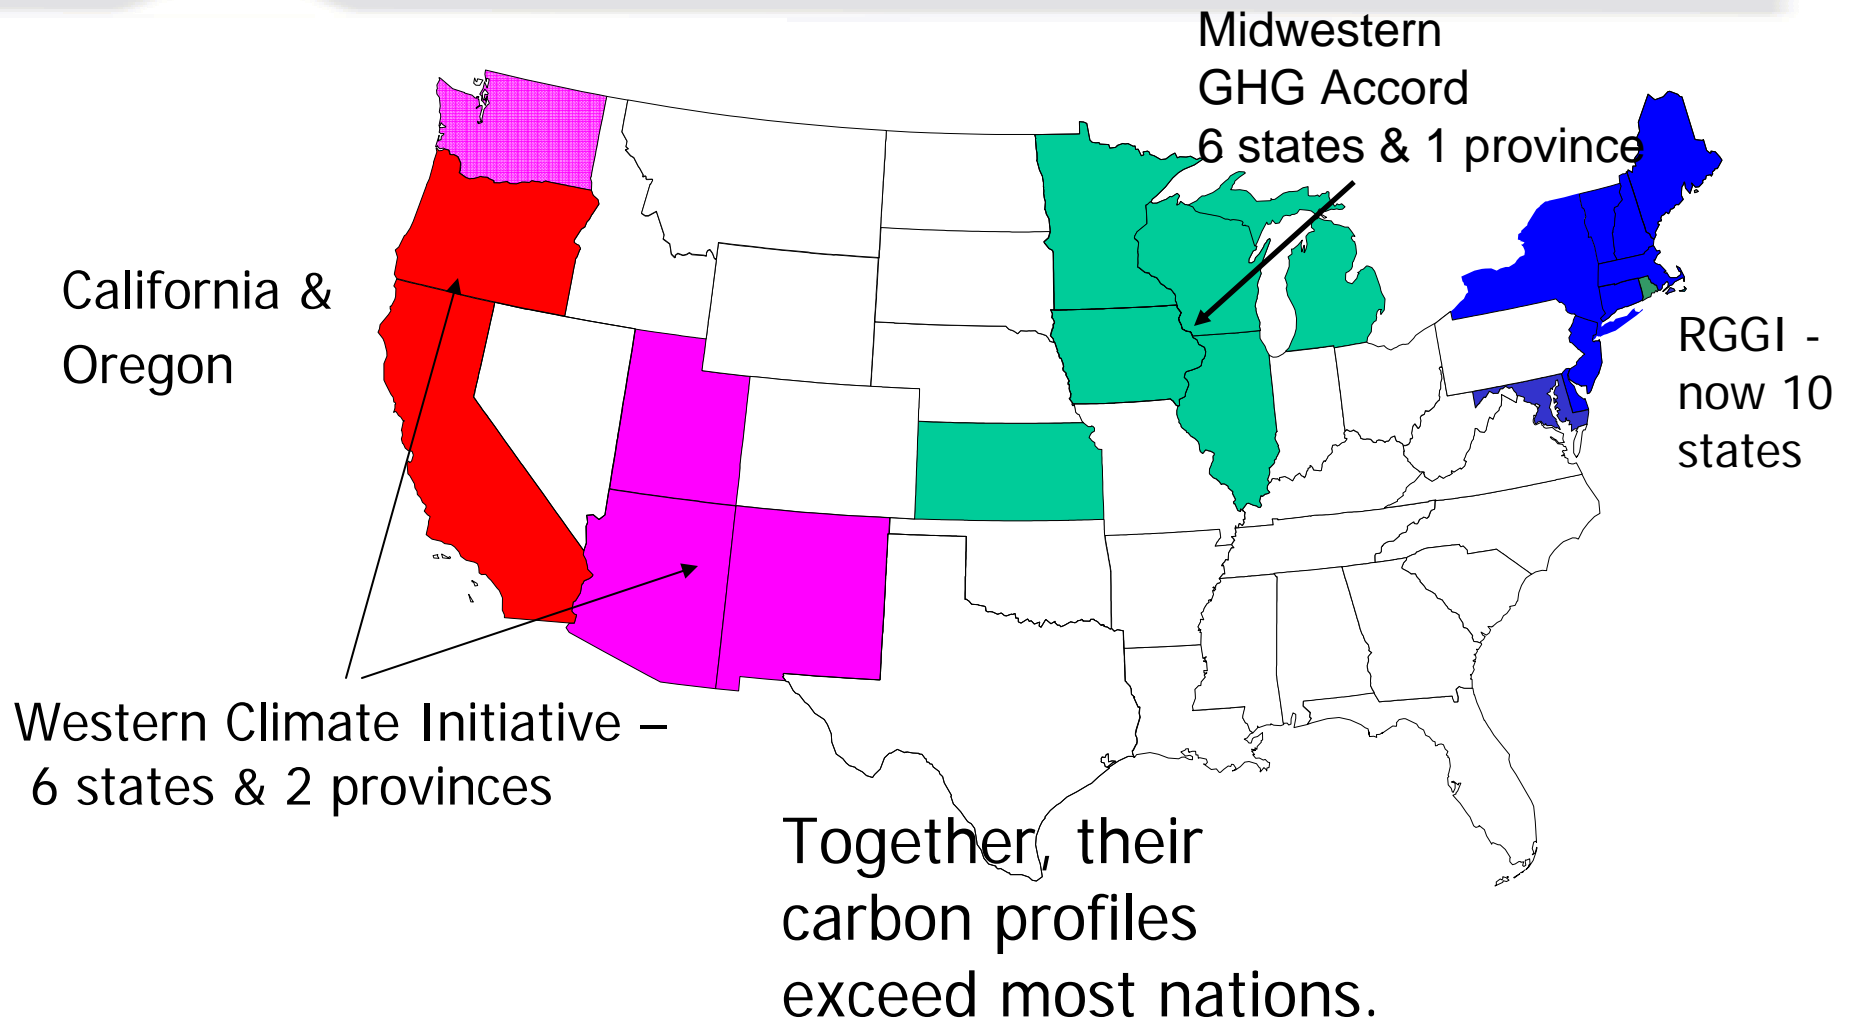 Midwestern
GHG Accord
6 states & 1 province
California &
Oregon
RGGI -
now 10
states
Western Climate Initiative –
6 states & 2 provinces
Together, their
carbon profiles
exceed most nations.